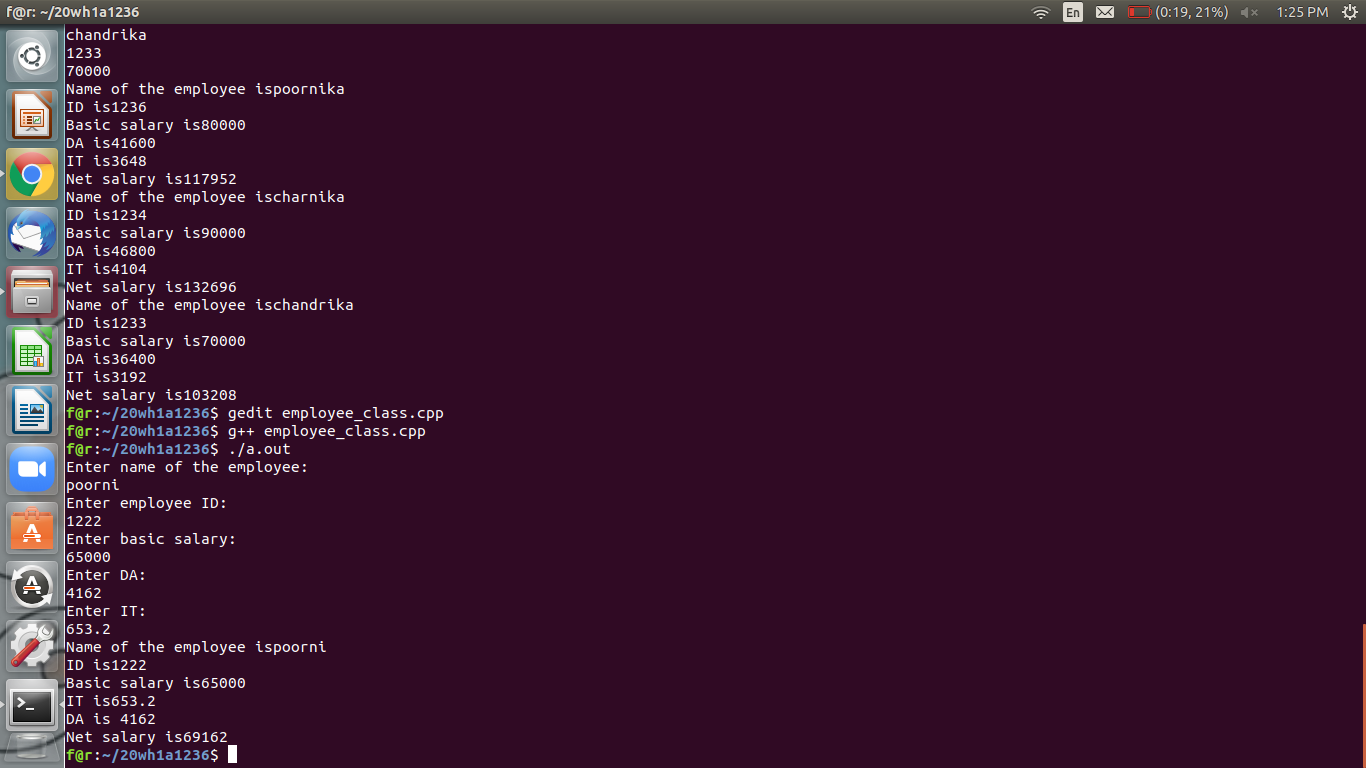 f@r: ~/20wh1a1236
En
(0:19, 21%)
1:25 PM
chandrika
1233
70000
Name of the employee ispoornika
ID is1236
Basic salary is80000
DA is41600
IT is3648
Net salary is117952
Name of the employee ischarnika
ID is1234
Basic salary is90000
DA is46800
IT is4104
Net salary is132696
Name of the employee ischandrika
ID is1233
Basic salary is70000
DA is36400
IT is3192
Net salary is103208
f@r:~/20wh1a1236$ gedit employee_class.cpp
f@r:~/20wh1a1236$ g++ employee_class.cpp
f@r:~/20wh1a1236$ ./a.out
Enter name of the employee:
poorni
Enter employee ID:
1222
Enter basic salary:
65000
Enter DA:
4162
Enter IT:
653.2
Name of the employee ispoorni
ID is1222
Basic salary is65000
IT is653.2
DA is 4162
Net salary is69162
f@r:~/20wh1a1236$